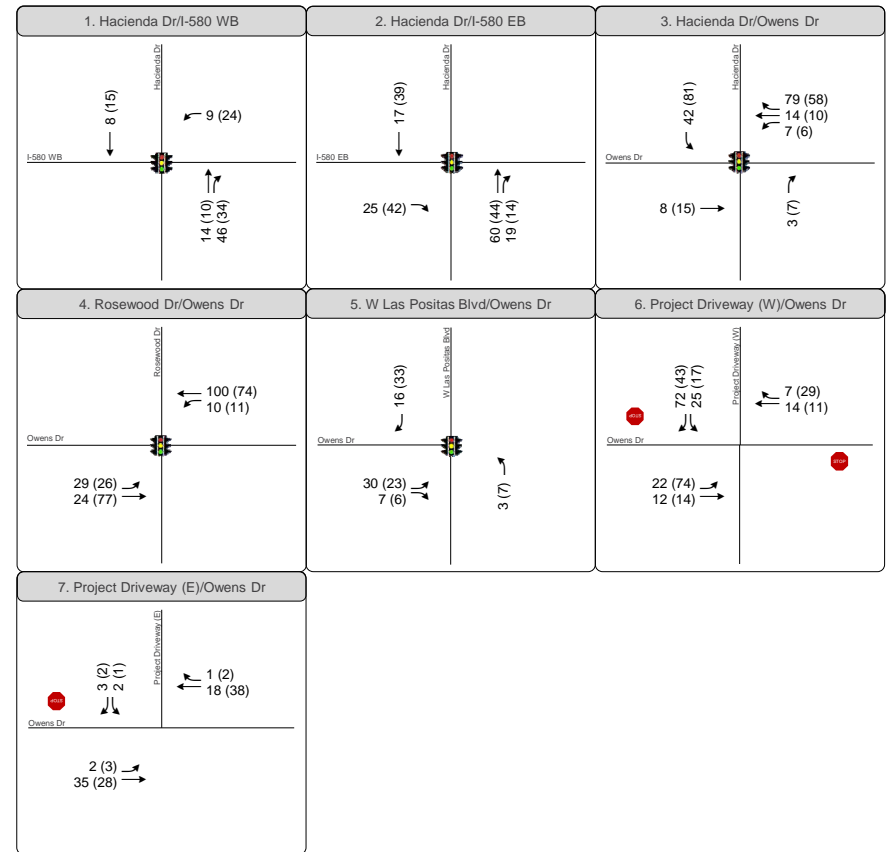 1. Hacienda Dr/I-580 WB
Hacienda Dr
8 (15)
9 (24)
I-580 WB
14 (10)
46 (34)
2. Hacienda Dr/I-580 EB
Hacienda Dr
17 (39)
I-580 EB
25 (42)
60 (44)
19 (14)
3. Hacienda Dr/Owens Dr
Hacienda Dr
42 (81)
79 (58)
14 (10)
7 (6)
Owens Dr
8 (15)
3 (7)
4. Rosewood Dr/Owens Dr
Rosewood Dr
100 (74)
10 (11)
Owens Dr
29 (26)
24 (77)
5. W Las Positas Blvd/Owens Dr
W Las Positas Blvd
16 (33)
Owens Dr
30 (23)
7 (6)
3 (7)
6. Project Driveway (W)/Owens Dr
Project Driveway (W)
72 (43)
25 (17)
7 (29)
14 (11)
STOP
Owens Dr
STOP
22 (74)
12 (14)
7. Project Driveway (E)/Owens Dr
Project Driveway (E)
3 (2)
2 (1)
1 (2)
18 (38)
STOP
Owens Dr
2 (3)
35 (28)